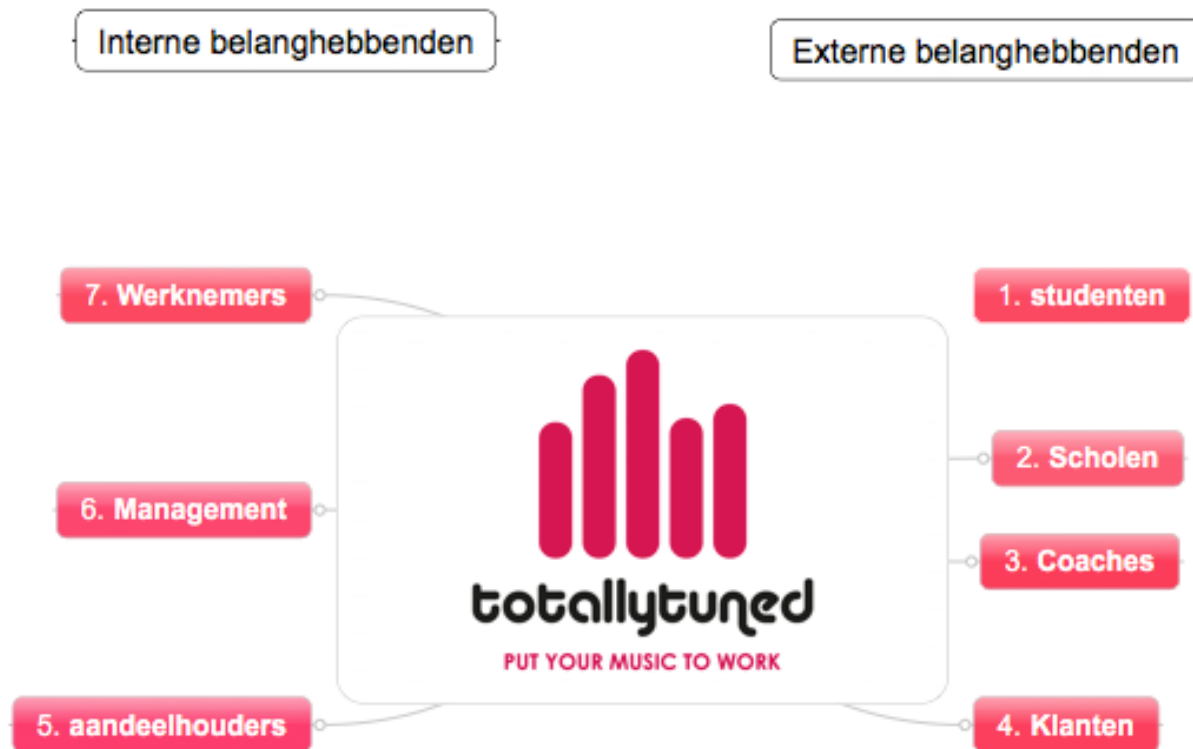 Interne belanghebbenden
Externe belanghebbenden
7. Werknemers
1. studenten
2. Scholen
6. Management
3. Coaches
totallytuned
PUT YOUR MUSIC TO WORK
5. aandeelhouders
4. Klanten